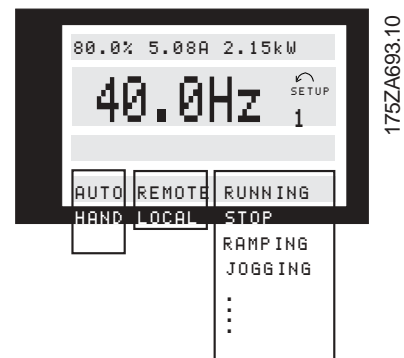 80.0% 5.08A 2.15kW
40.0Hz SETUP
1
AUTO REMOTE RUNNING
HAND LOCAL STOP
RAMPING
JOGGING
175ZA693.10